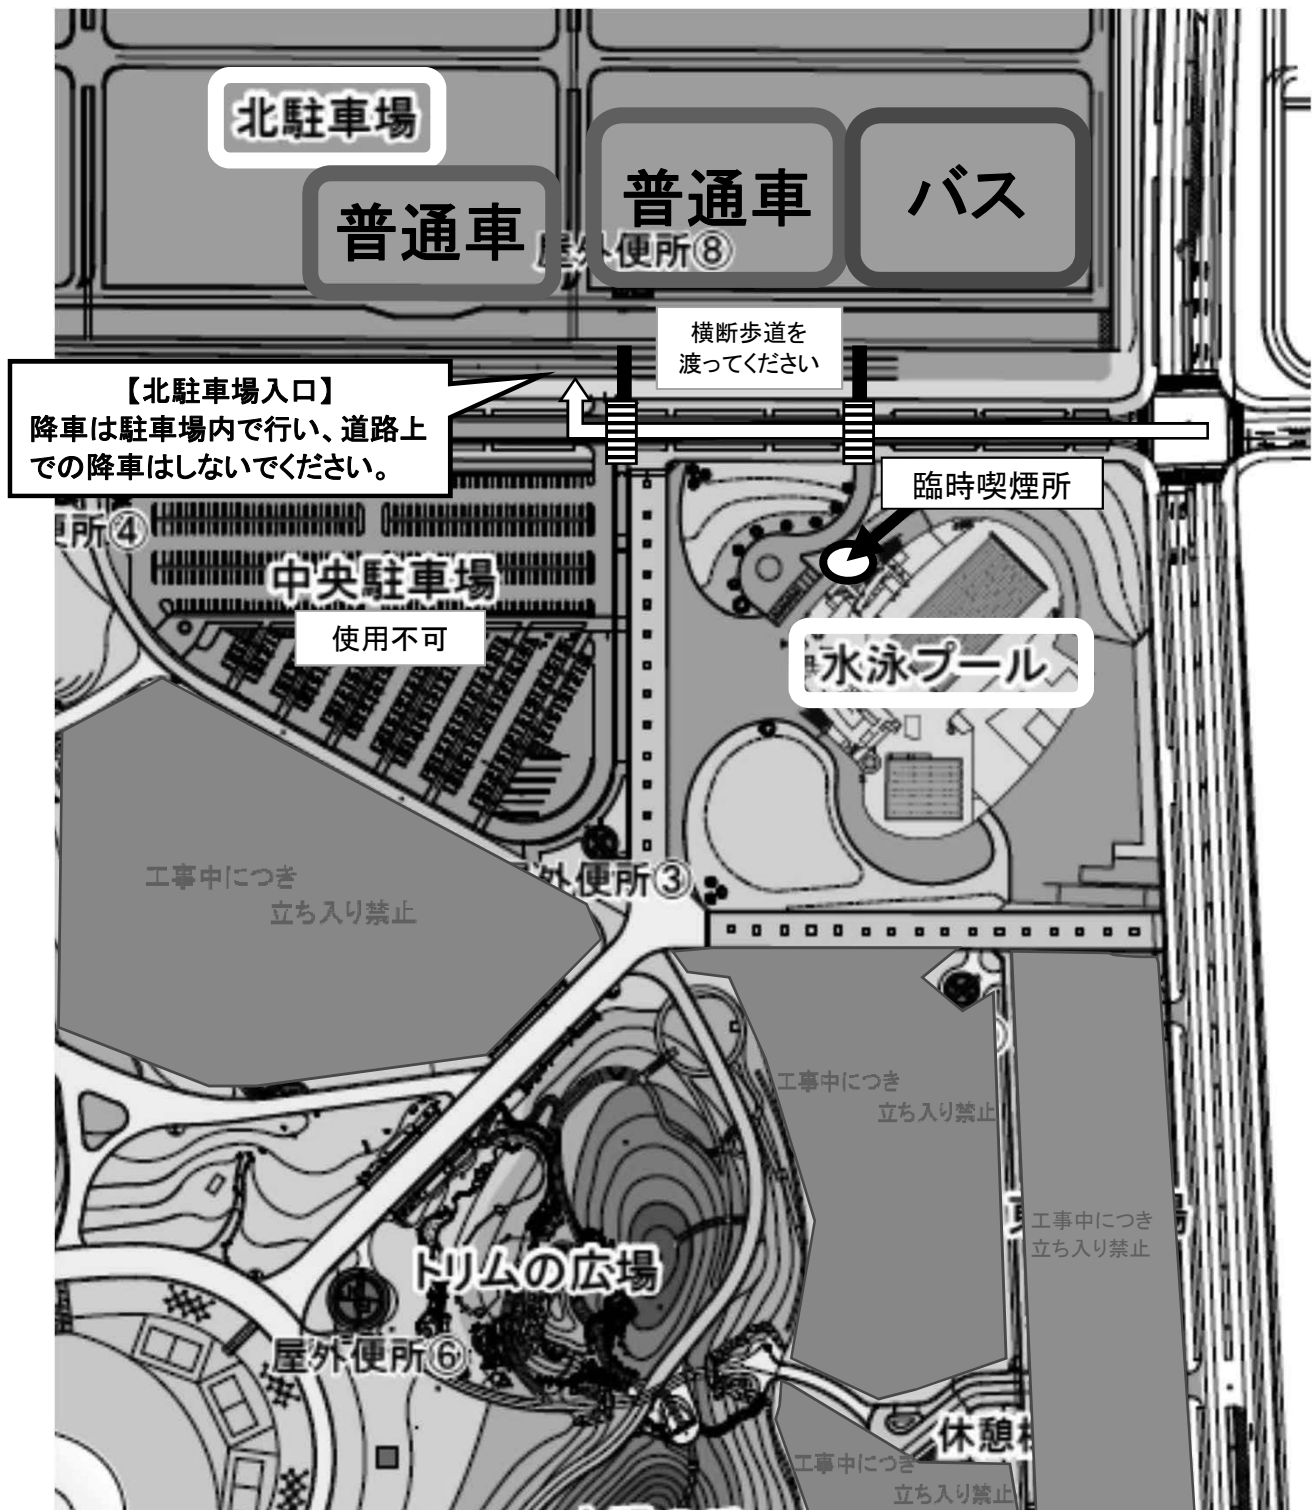 北駐車場
普通車
普通車
バス
屋外便所⑧
横断歩道を
渡ってください
【北駐車場入口】
降車は駐車場内で行い、道路上
での降車はしないでください。
臨時喫煙所
便所④
中央駐車場
使用不可
水泳プール
工事中につき
立ち入り禁止
外便所③
工事中につき
立ち入り禁止
工事中につき
立ち入り禁止
トリムの広場
屋外便所⑥
休憩
工事中につき
立ち入り禁止